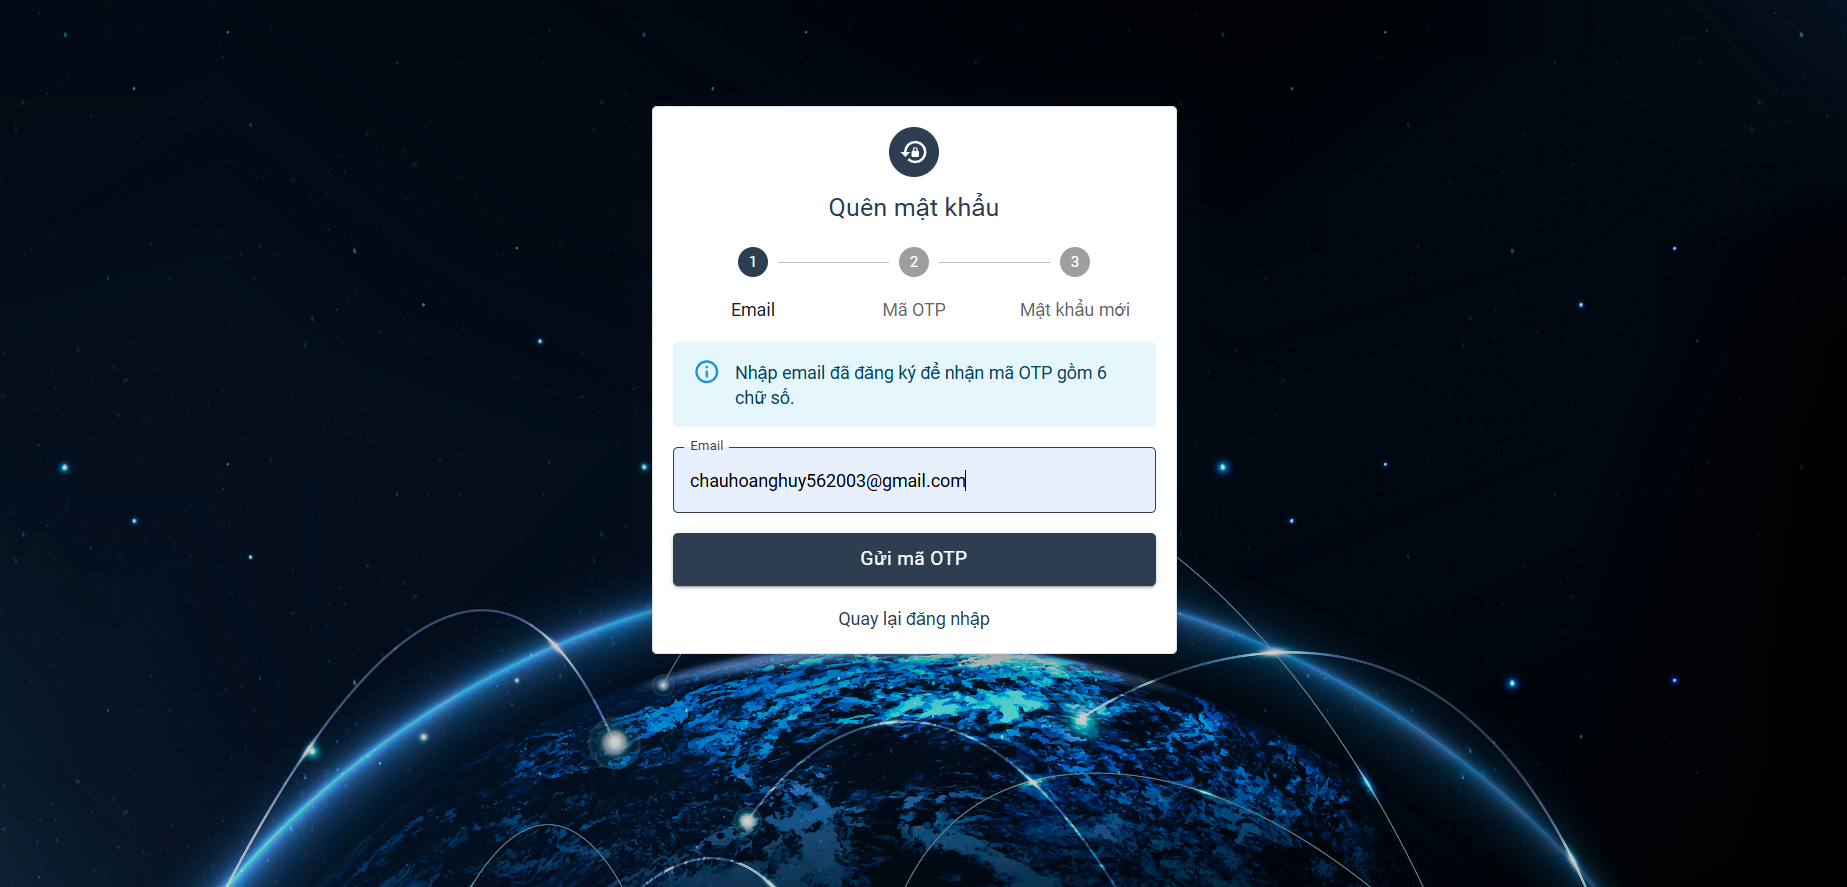 Quên mật khẩu
1 2 3
Email Mã OTP Mật khẩu mới
Nhập email đã đăng ký để nhận mã OTP gồm 6
chữ số.
Email
chauhoanghuy562003@gmail.com
Gửi mã OTP
Quay lại đăng nhập